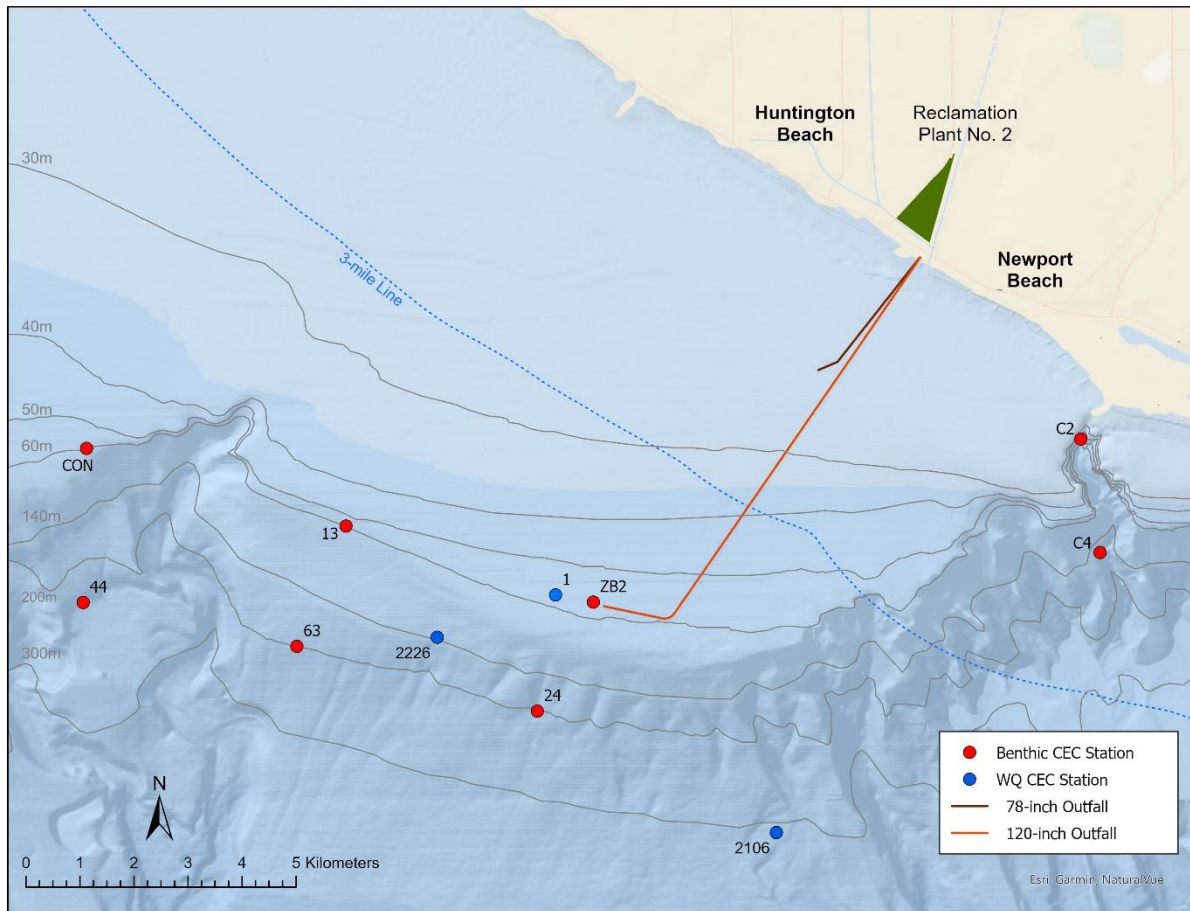 Huntington
Beach
Reclamation
Plant No. 2
30m
3-mile Line
Newport
Beach
40m
50m
60m
CON
C2
140m
13
C4
44
200m
1
ZB2
63
2226
300m
24
N
0 1 2 3 4 5 Kilometers
2106
Benthic CEC Station
WQ CEC Station
78-inch Outfall
120-inch Outfall
Esri, Garmin, NaturalVue